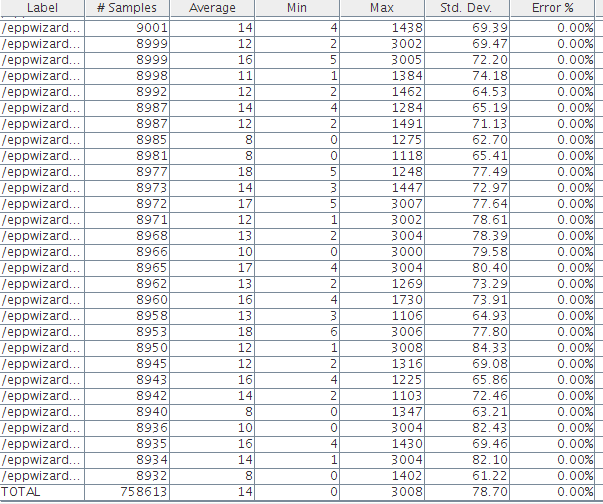 Label # Samples Average Min Max Std. Dev. Error %
/eppwizard... 9001 14 4 1438 69.39 0.00%
/eppwizard... 8999 12 2 3002 69.47 0.00%
/eppwizard... 8999 16 5 3005 72.20 0.00%
/eppwizard... 8998 11 1 1384 74.18 0.00%
/eppwizard... 8992 12 2 1462 64.53 0.00%
/eppwizard... 8987 14 4 1284 65.19 0.00%
/eppwizard... 8987 12 2 1491 71.13 0.00%
/eppwizard... 8985 8 0 1275 62.70 0.00%
/eppwizard... 8981 8 0 1118 65.41 0.00%
/eppwizard... 8977 18 5 1248 77.49 0.00%
/eppwizard... 8973 14 3 1447 72.97 0.00%
/eppwizard... 8972 17 5 3007 77.64 0.00%
/eppwizard... 8971 12 1 3002 78.61 0.00%
/eppwizard... 8968 13 2 3004 78.39 0.00%
/eppwizard... 8966 10 0 3000 79.58 0.00%
/eppwizard... 8965 17 4 3004 80.40 0.00%
/eppwizard... 8962 13 2 1269 73.29 0.00%
/eppwizard... 8960 16 4 1730 73.91 0.00%
/eppwizard... 8958 13 3 1106 64.93 0.00%
/eppwizard... 8953 18 6 3006 77.80 0.00%
/eppwizard... 8950 12 1 3008 84.33 0.00%
/eppwizard... 8945 12 2 1316 69.08 0.00%
/eppwizard... 8943 16 4 1225 65.86 0.00%
/eppwizard... 8942 14 2 1103 72.46 0.00%
/eppwizard... 8940 8 0 1347 63.21 0.00%
/eppwizard... 8936 10 0 3004 82.43 0.00%
/eppwizard... 8935 16 4 1430 69.46 0.00%
/eppwizard... 8934 14 1 3004 82.10 0.00%
/eppwizard... 8932 8 0 1402 61.22 0.00%
TOTAL 758613 14 0 3008 78.70 0.00%